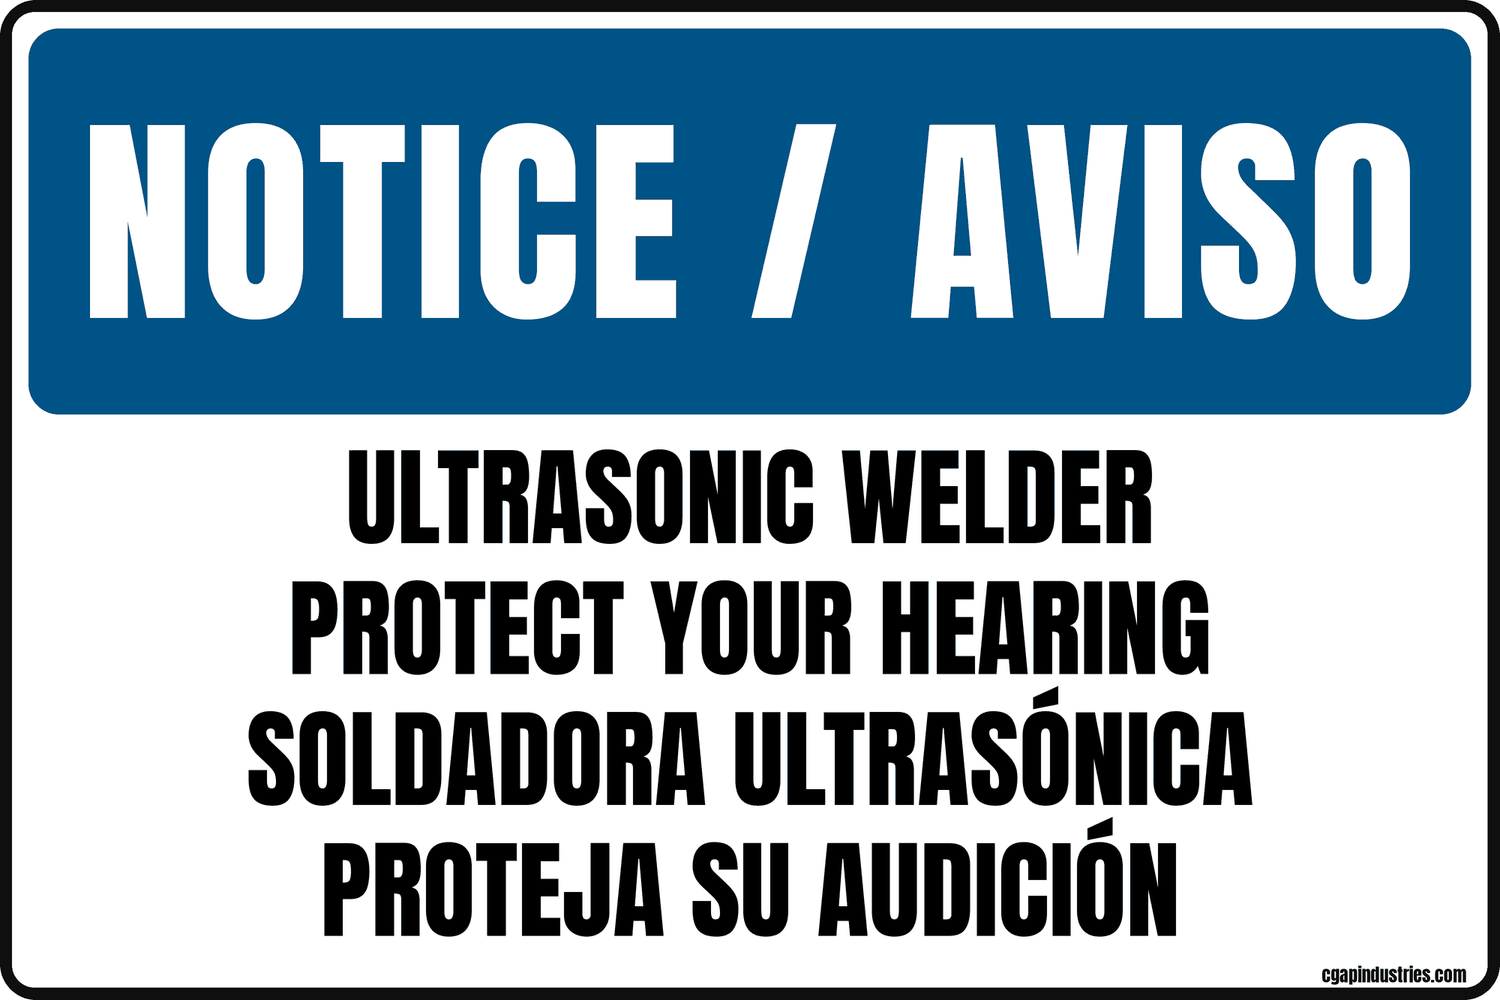 NOTICE / AVISO
ULTRASONIC WELDER
PROTECT YOUR HEARING
SOLDADORA ULTRASÓNICA
PROTEJA SU AUDICIÓN
cgapindustries.com